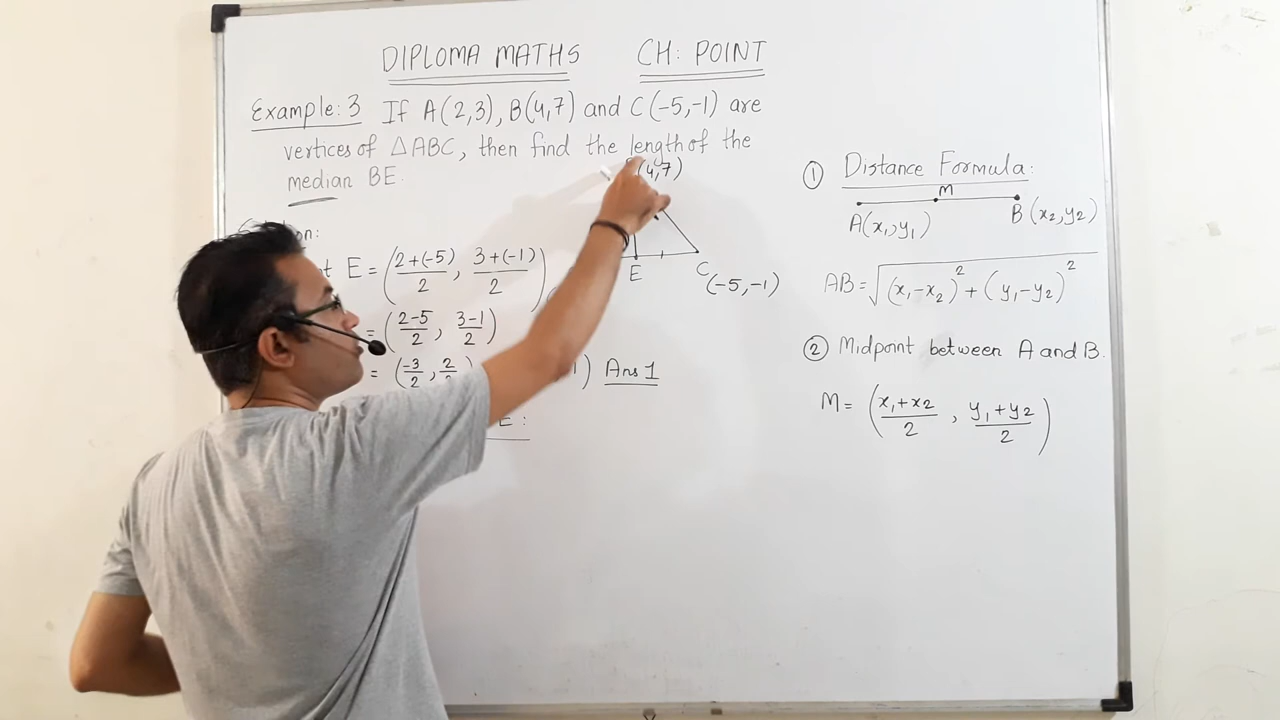 DIPLOMA MATHS CH: POINT
Example: 3 If A(2,3), B(4,7) and C(-5,-1) are
vertices of △ABC, then find the length of the
median BE.
(4,7)
E = (2+(-5)/2, 3+(-1)/2)
= (2-5/2, 3-1/2)
= (-3/2, 2/2) 1) Ans 1
E:
E
C
(-5,-1)
① Distance Formula:
M
A(x₁,y₁) B(x₂,y₂)
AB=√(x₁-x₂)²+(y₁-y₂)²
② Midpoint between A and B.
M= (x₁+x₂/2, y₁+y₂/2)